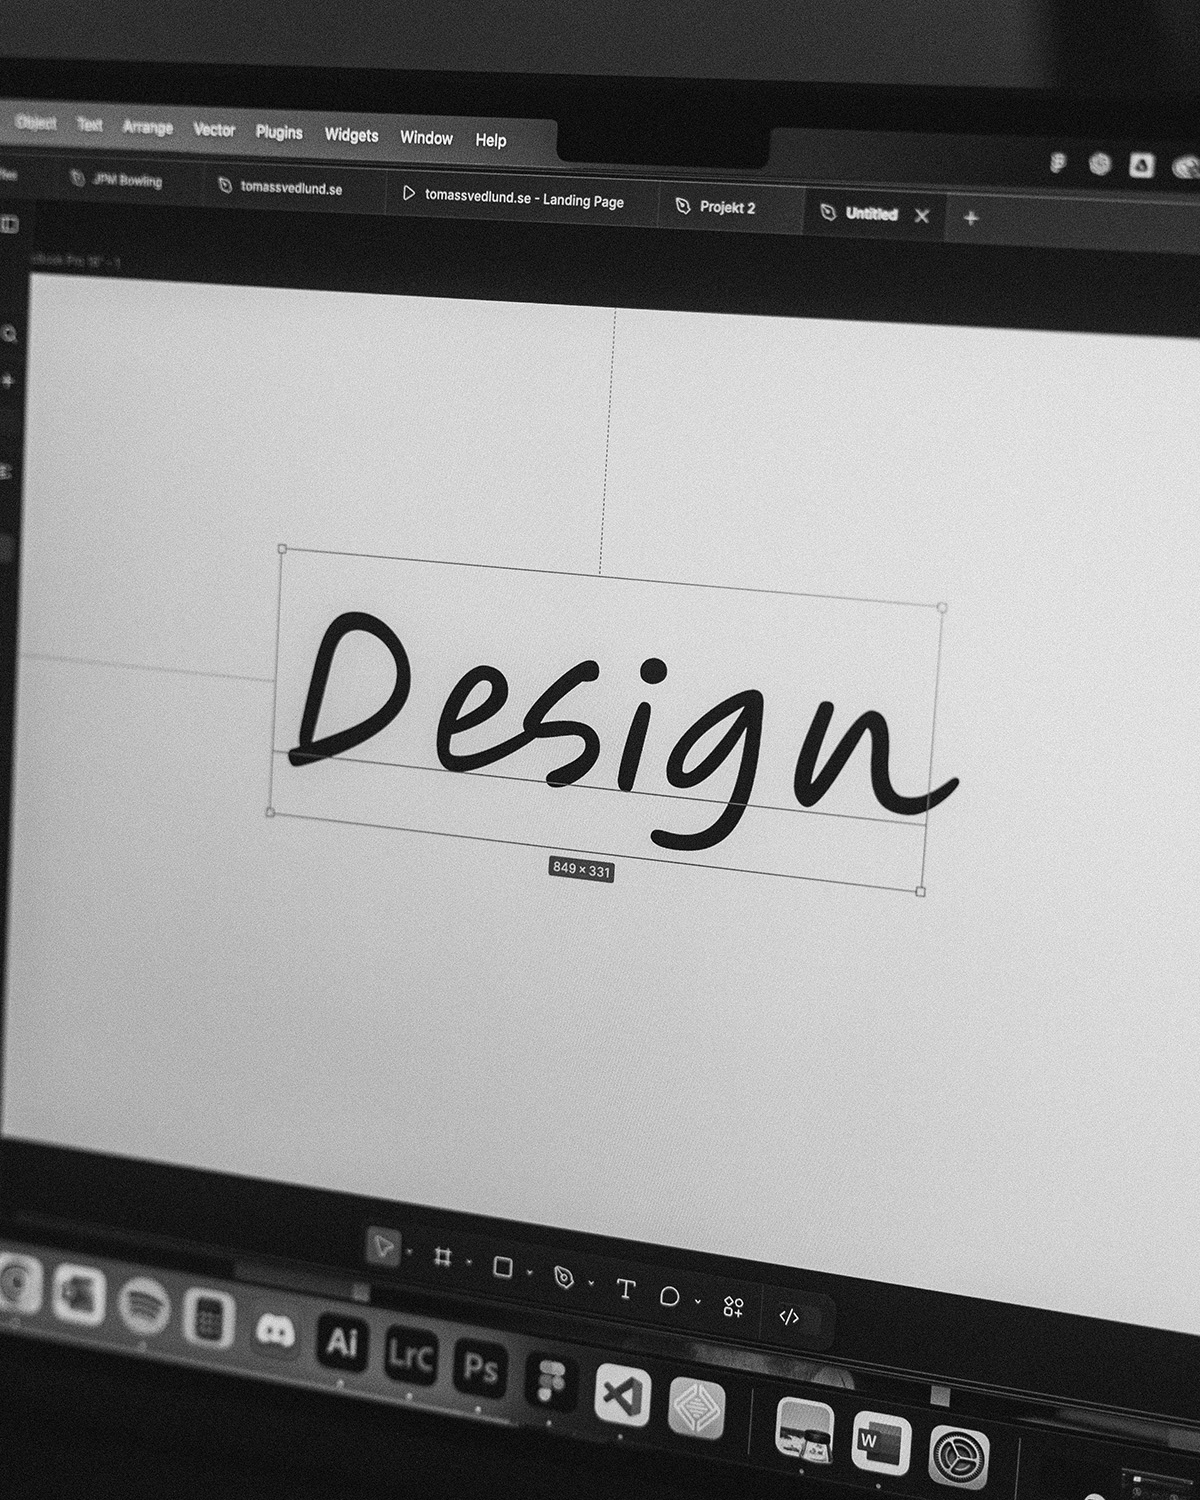 Object Text Arrange Vector Plugins Widgets Window Help
JPM Bowling tomassvedlund.se tomassvedlund.se - Landing Page Projekt 2 Untitled
Design
849 × 331
T
</>
Ai LrC Ps W